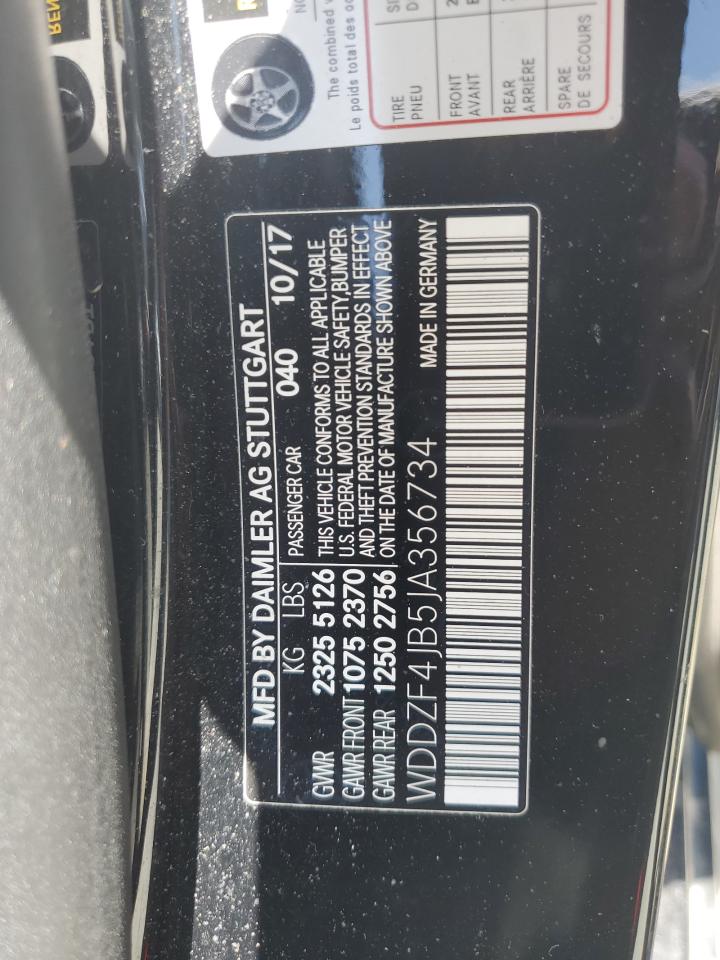 MFD BY DAIMLER AG STUTTGART
KG LBS PASSENGER CAR 040 10/17
GVWR 2325 5126
GAWR FRONT 1075 2370
GAWR REAR 1250 2756
THIS VEHICLE CONFORMS TO ALL APPLICABLE
U.S. FEDERAL MOTOR VEHICLE SAFETY,BUMPER
AND THEFT PREVENTION STANDARDS IN EFFECT
ON THE DATE OF MANUFACTURE SHOWN ABOVE
WDDZF4JB5JA356734 MADE IN GERMANY
The combined
Le poids total des
TIRE
PNEU
FRONT
AVANT
REAR
ARRIÈRE
SPARE
DE SECOURS